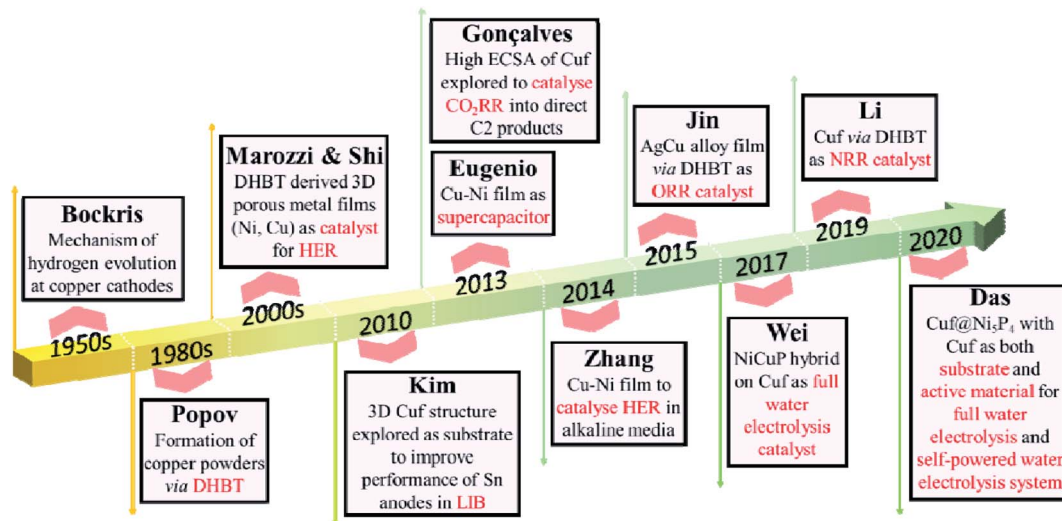 Gonçalves
High ECSA of Cuf
explored to catalyse
CO₂RR into direct
C2 products
Marozzi & Shi
DHBT derived 3D
porous metal films
(Ni, Cu) as catalyst
for HER
Eugenio
Cu-Ni film as
supercapacitor
Jin
AgCu alloy film
via DHBT as
ORR catalyst
Li
Cuf via DHBT
as NRR catalyst
Bockris
Mechanism of
hydrogen evolution
at copper cathodes
1950s
1980s
2000s
2010
2013
2014
2015
2017
2019
2020
Popov
Formation of
copper powders
via DHBT
Kim
3D Cuf structure
explored as substrate
to improve
performance of Sn
anodes in LIB
Zhang
Cu-Ni film to
catalyse HER in
alkaline media
Wei
NiCuP hybrid
on Cuf as full
water
electrolysis
catalyst
Das
Cuf@Ni₅P₄ with
Cuf as both
substrate and
active material for
full water
electrolysis and
self-powered water
electrolysis system